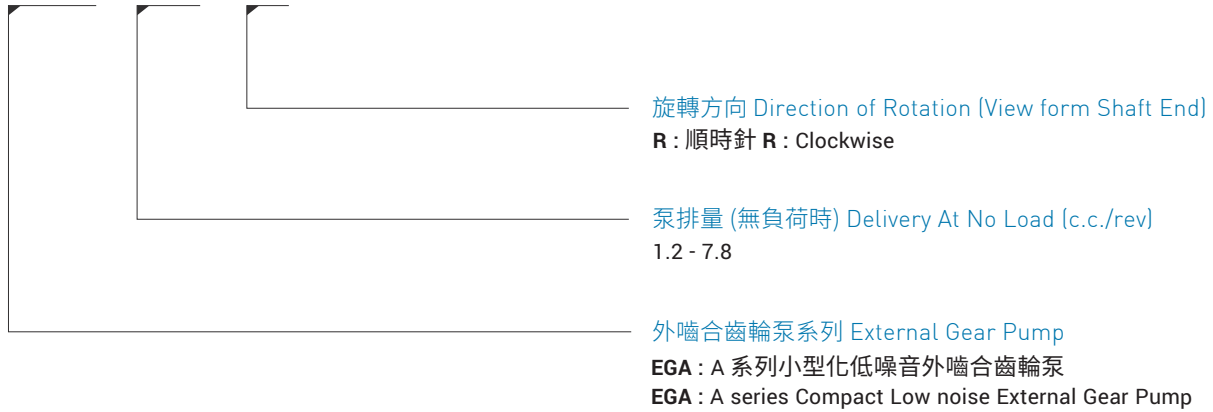 旋轉方向 Direction of Rotation (View form Shaft End)
R : 順時針 R : Clockwise
泵排量 (無負荷時) Delivery At No Load (c.c./rev)
1.2 - 7.8
外嚙合齒輪泵系列 External Gear Pump
EGA : A 系列小型化低噪音外嚙合齒輪泵
EGA : A series Compact Low noise External Gear Pump